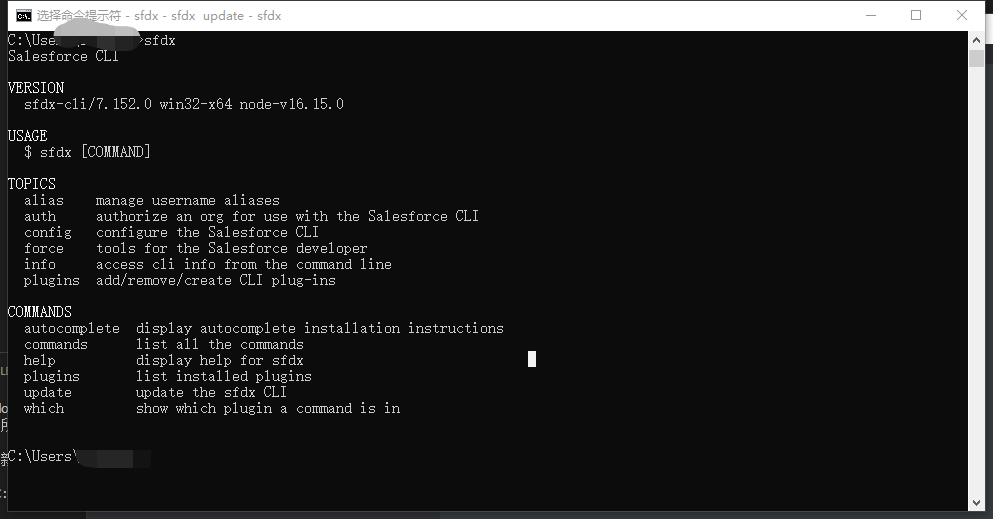 选择命令提示符 - sfdx - sfdx  update - sfdx
C:\Use >sfdx
Salesforce CLI
VERSION
  sfdx-cli/7.152.0 win32-x64 node-v16.15.0
USAGE
  $ sfdx [COMMAND]
TOPICS
  alias    manage username aliases
  auth     authorize an org for use with the Salesforce CLI
  config   configure the Salesforce CLI
  force    tools for the Salesforce developer
  info     access cli info from the command line
  plugins  add/remove/create CLI plug-ins
COMMANDS
  autocomplete  display autocomplete installation instructions
  commands      list all the commands
  help          display help for sfdx
  plugins       list installed plugins
  update        update the sfdx CLI
  which         show which plugin a command is in
C:\Users\